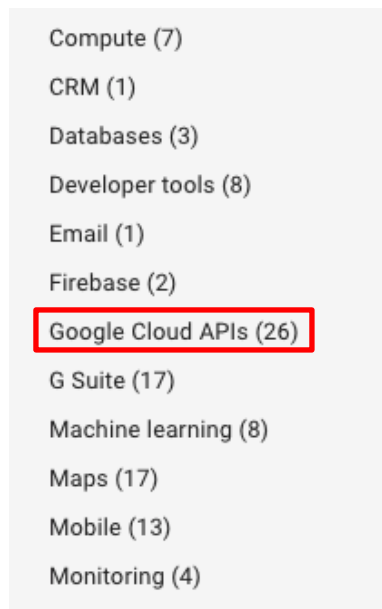 Compute (7)
CRM (1)
Databases (3)
Developer tools (8)
Email (1)
Firebase (2)
Google Cloud APIs (26)
G Suite (17)
Machine learning (8)
Maps (17)
Mobile (13)
Monitoring (4)